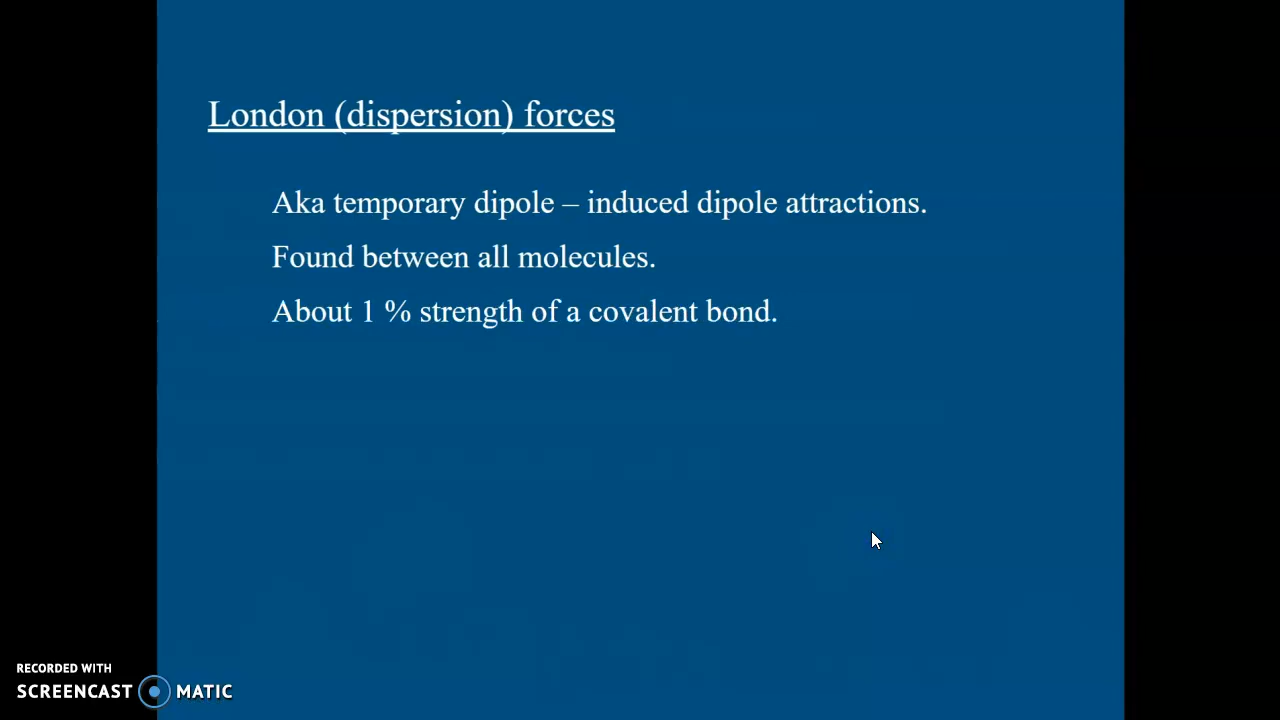 London (dispersion) forces
Aka temporary dipole – induced dipole attractions.
Found between all molecules.
About 1 % strength of a covalent bond.
RECORDED WITH
SCREENCAST MATIC